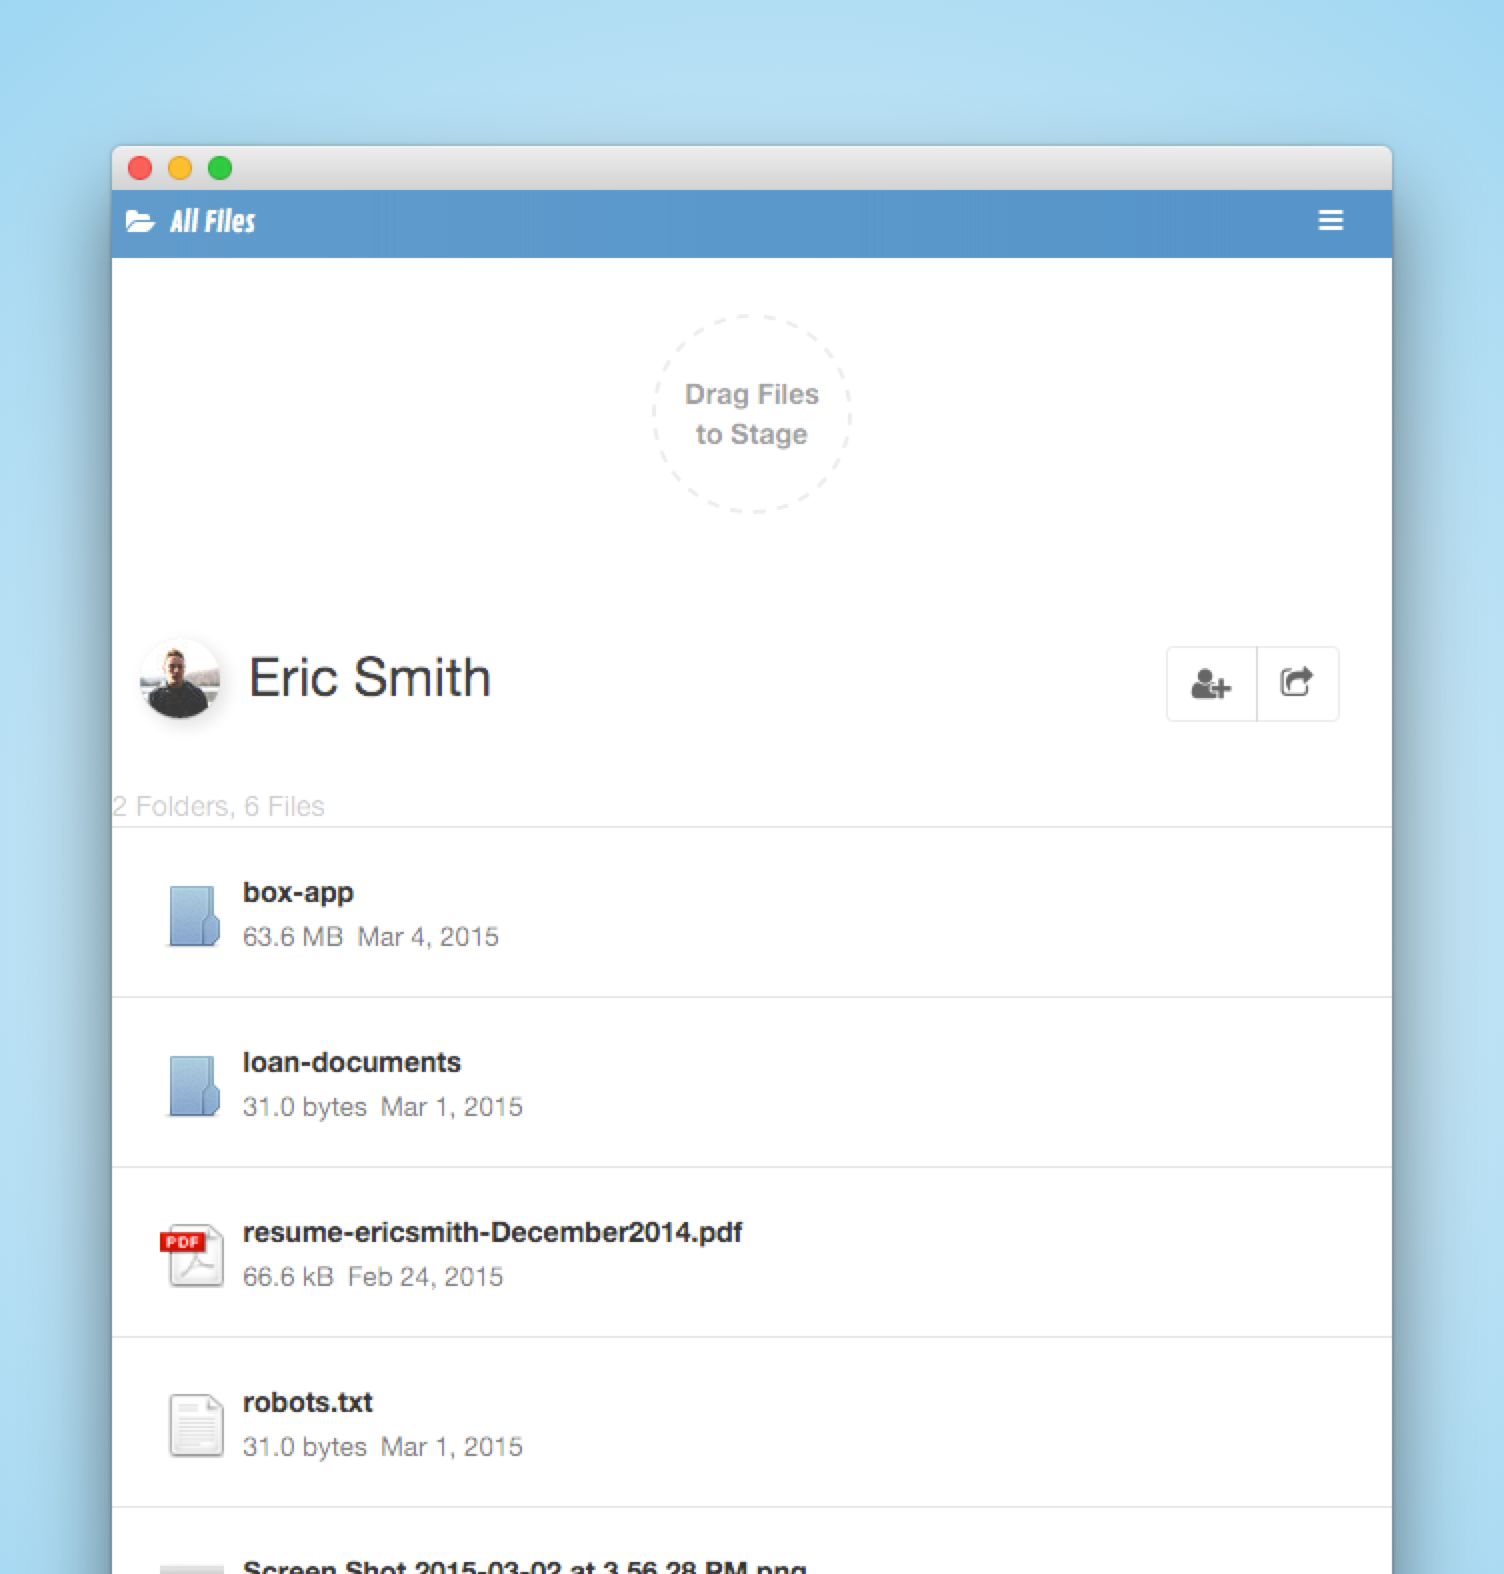 All Files
Drag Files
to Stage
Eric Smith
2 Folders, 6 Files
box-app
63.6 MB Mar 4, 2015
loan-documents
31.0 bytes Mar 1, 2015
PDF
resume-ericsmith-December2014.pdf
66.6 kB Feb 24, 2015
robots.txt
31.0 bytes Mar 1, 2015
Screen Shot 2015-03-02 at 3.56.28 PM.png